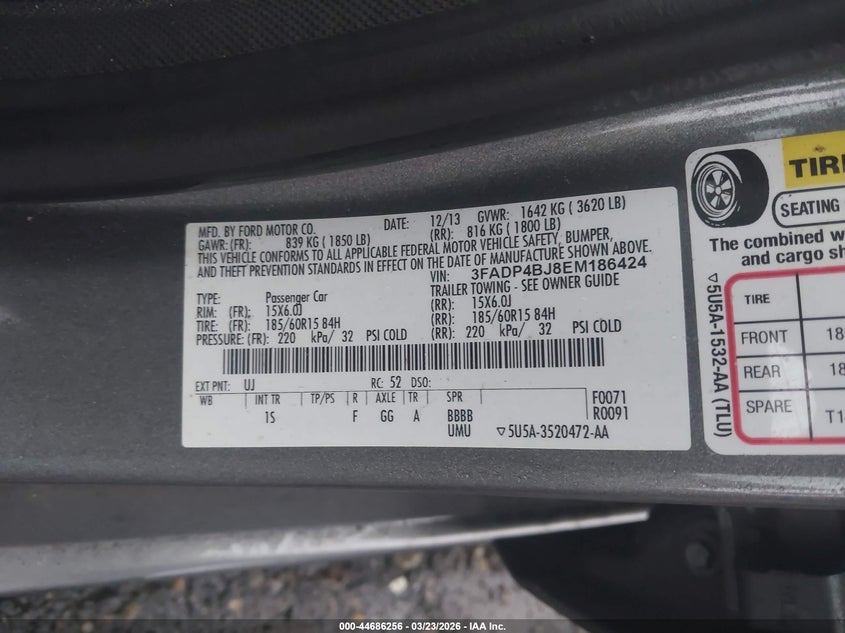 MFD. BY FORD MOTOR CO.
DATE: 12/13 GVWR: 1642 KG ( 3620 LB)
GAWR: (FR): 839 KG ( 1850 LB) (RR): 816 KG ( 1800 LB)
THIS VEHICLE CONFORMS TO ALL APPLICABLE FEDERAL MOTOR VEHICLE SAFETY, BUMPER,
AND THEFT PREVENTION STANDARDS IN EFFECT ON THE DATE OF MANUFACTURE SHOWN ABOVE.
VIN: 3FADP4BJ8EM186424
TYPE: Passenger Car TRAILER TOWING - SEE OWNER GUIDE
RIM: (FR): 15X6.0J (RR): 15X6.0J
TIRE: (FR): 185/60R15 84H (RR): 185/60R15 84H
PRESSURE: (FR): 220 kPa/ 32 PSI COLD (RR): 220 kPa/ 32 PSI COLD
EXT PNT: UJ RC: 52 DSO:
WB INT TR TP/PS R AXLE TR SPR F0071
1S F GG A BBBB R0091
UMU ▽5U5A-3520472-AA
TIR
SEATING
The combined w
and cargo sh
TIRE
FRONT 18
REAR 18
SPARE T1
▽5U5A-1532-AA (TLU)
000-44686256 - 03/23/2026 - IAA Inc.